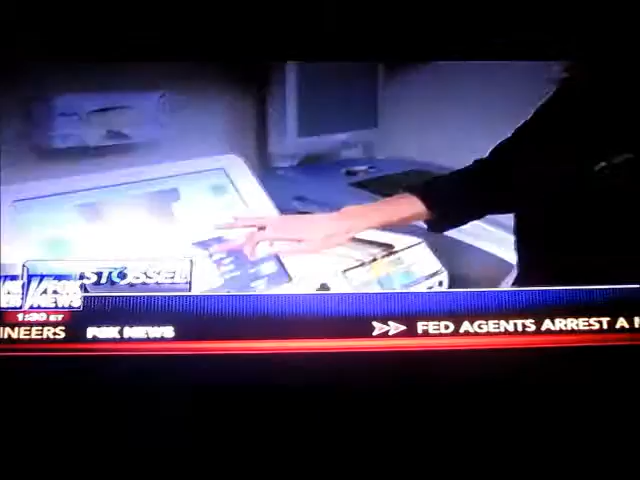 STOSSEL
FOX
NEWS
1:30 ET
INEERS FOX NEWS FED AGENTS ARREST A